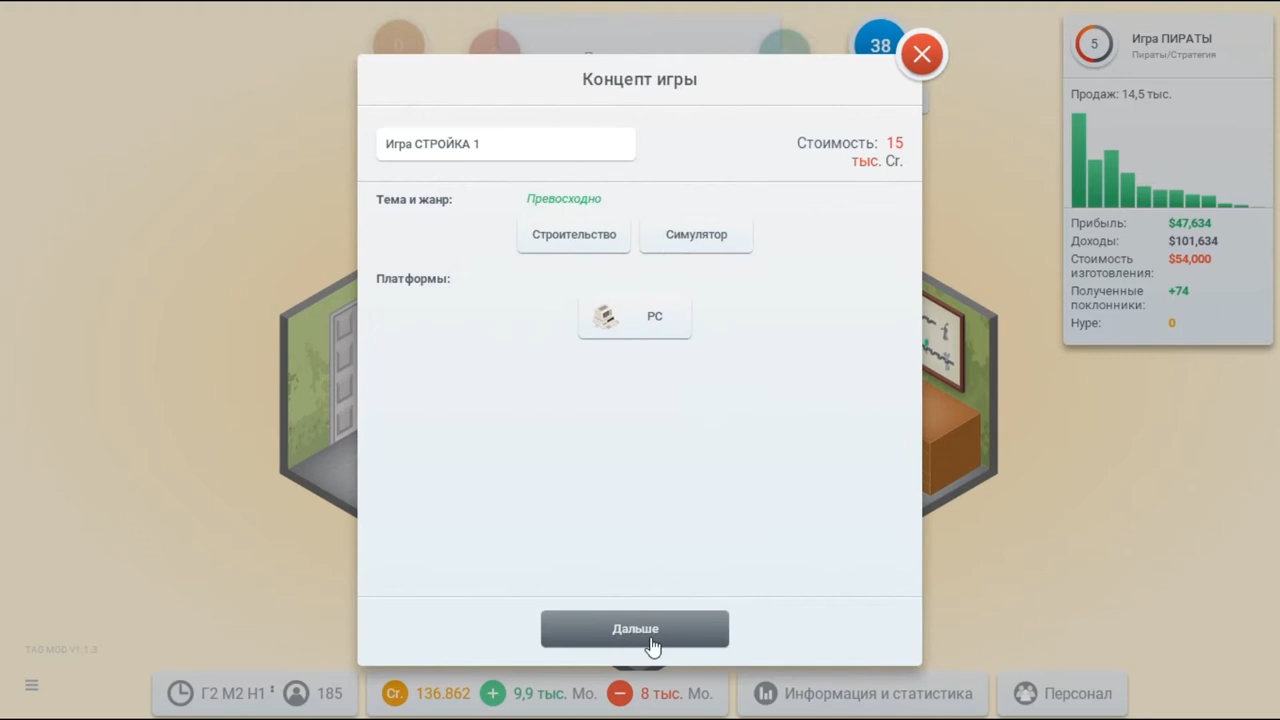 38
Концепт игры
Игра СТРОЙКА 1
Стоимость: 15
тыс. Cr.
Тема и жанр:
Превосходно
Строительство
Симулятор
Платформы:
PC
Дальше
5
Игра ПИРАТЫ
Пираты/Стратегия
Продаж: 14,5 тыс.
Прибыль: $47,634
Доходы: $101,634
Стоимость изготовления: $54,000
Полученные поклонники: +74
Hype: 0
TAG MOD V1.1.3
Г2 М2 Н1
185
Cr. 136.862
9,9 тыс. Mo.
8 тыс. Mo.
Информация и статистика
Персонал